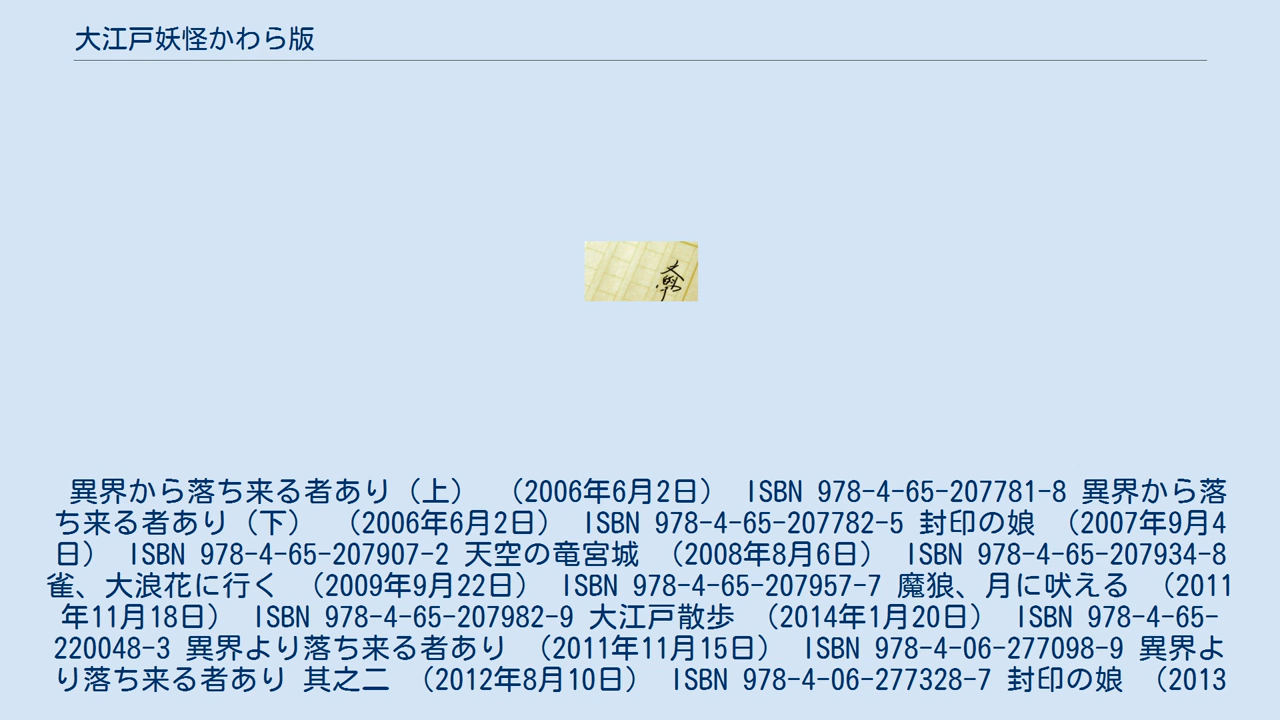 大江戸妖怪かわら版
異界から落ち来る者あり（上） （2006年6月2日） ISBN 978-4-65-207781-8 異界から落
ち来る者あり（下） （2006年6月2日） ISBN 978-4-65-207782-5 封印の娘 （2007年9月4
日） ISBN 978-4-65-207907-2 天空の竜宮城 （2008年8月6日） ISBN 978-4-65-207934-8
雀、大浪花に行く （2009年9月22日） ISBN 978-4-65-207957-7 魔狼、月に吠える （2011
年11月18日） ISBN 978-4-65-207982-9 大江戸散歩 （2014年1月20日） ISBN 978-4-65-
220048-3 異界より落ち来る者あり （2011年11月15日） ISBN 978-4-06-277098-9 異界よ
り落ち来る者あり 其之二 （2012年8月10日） ISBN 978-4-06-277328-7 封印の娘 （2013